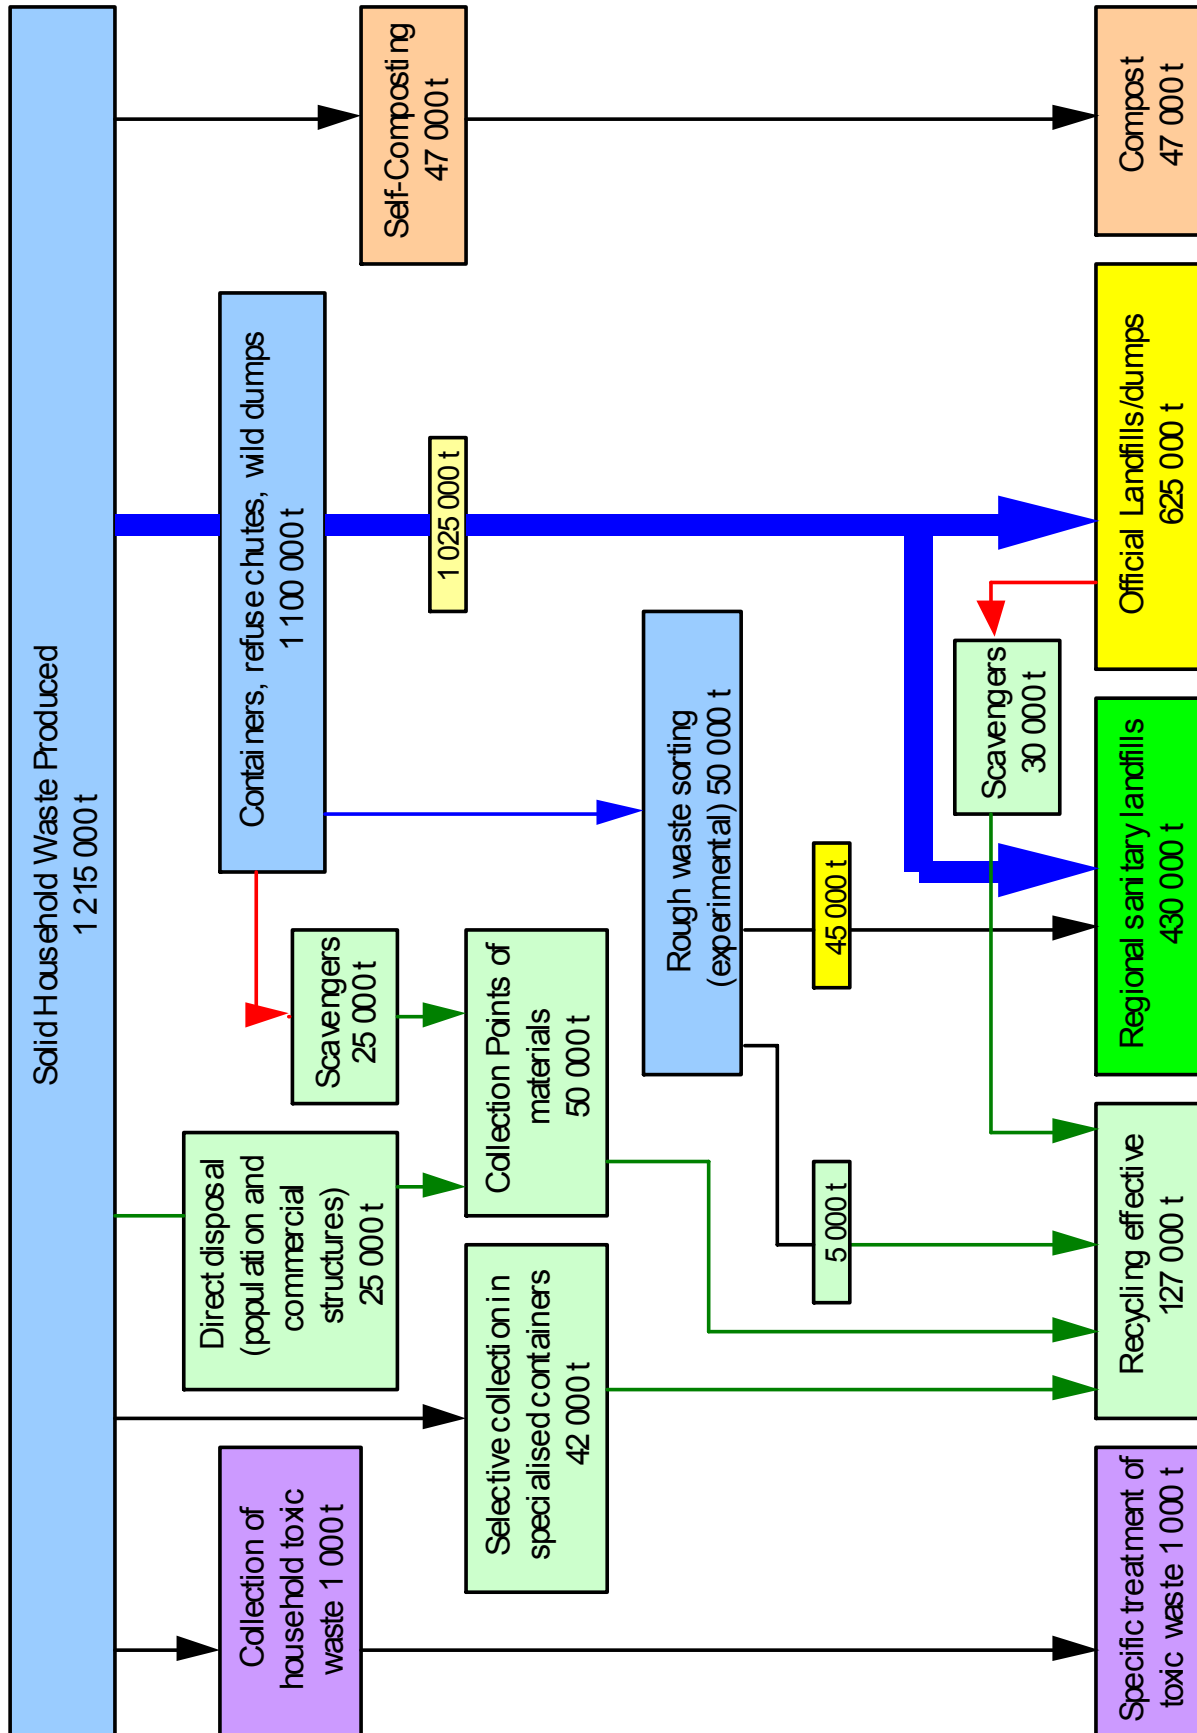 Solid Household Waste Produced
1 215 000 t
Collection of
household toxic
waste 1 000 t
Direct disposal
(population and
commercial
structures)
25 000 t
Scavengers
25 000 t
Containers, refuse chutes, wild dumps
1 100 000 t
Self-Composting
47 000 t
Selective collection in
specialised containers
42 000 t
Collection Points of
materials
50 000 t
1 025 000 t
Rough waste sorting
(experimental) 50 000 t
5 000 t
45 000 t
Scavengers
30 000 t
Specific treatment of
toxic waste 1 000 t
Recycling effective
127 000 t
Regional sanitary landfills
430 000 t
Official Landfills/dumps
625 000 t
Compost
47 000 t